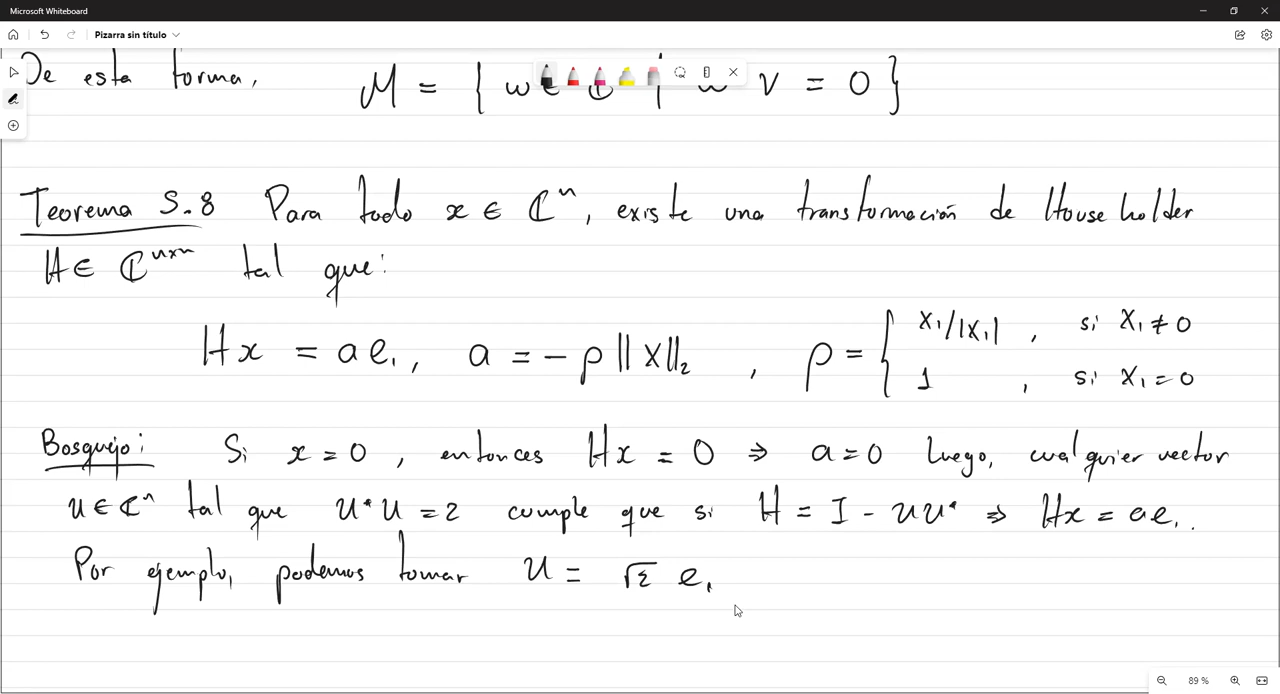 Microsoft Whiteboard
Pizarra sin título
De esta forma, M = { w ∈ ℂ | w v = 0 }
Teorema 5.8 Para todo x ∈ ℂⁿ, existe una transformación de Householder
H ∈ ℂⁿˣⁿ tal que:
Hx = a e₁, a = - ρ ||x||₂ , ρ = { x₁/|x₁| , si x₁ ≠ 0
1 , si x₁ = 0
Bosquejo: Si x = 0 , entonces Hx = 0 ⇒ a = 0 Luego, cualquier vector
u ∈ ℂⁿ tal que u*u = 2 cumple que si H = I - uu* ⇒ Hx = ae₁.
Por ejemplo, podemos tomar u = √2 e₁
89 %